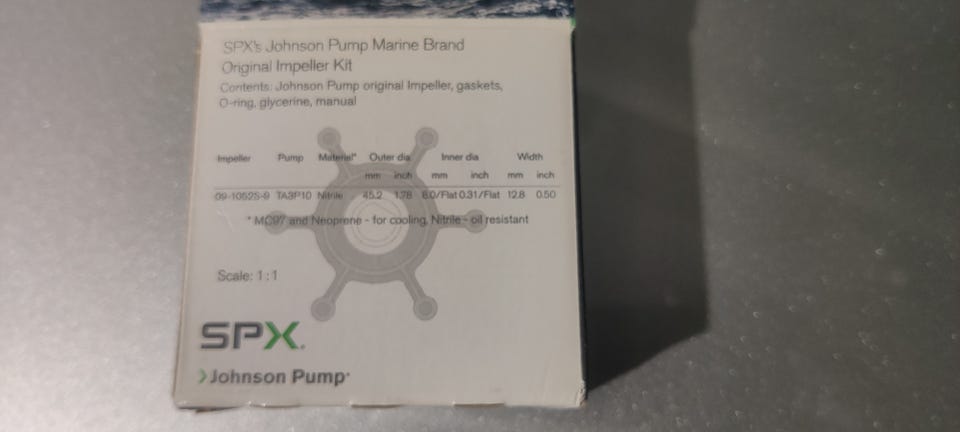 SPX's Johnson Pump Marine Brand
Original Impeller Kit
Contents: Johnson Pump original Impeller, gaskets,
O-ring, glycerine, manual
Impeller Pump Material* Outer dia Inner dia Width
mm inch mm inch mm inch
09-1052S-9 TA3P10 Nitrile 45.2 1.78 8.0/Flat 0.31/Flat 12.8 0.50
* MC97 and Neoprene - for cooling, Nitrile - oil resistant
Scale: 1:1
SPX®
Johnson Pump®